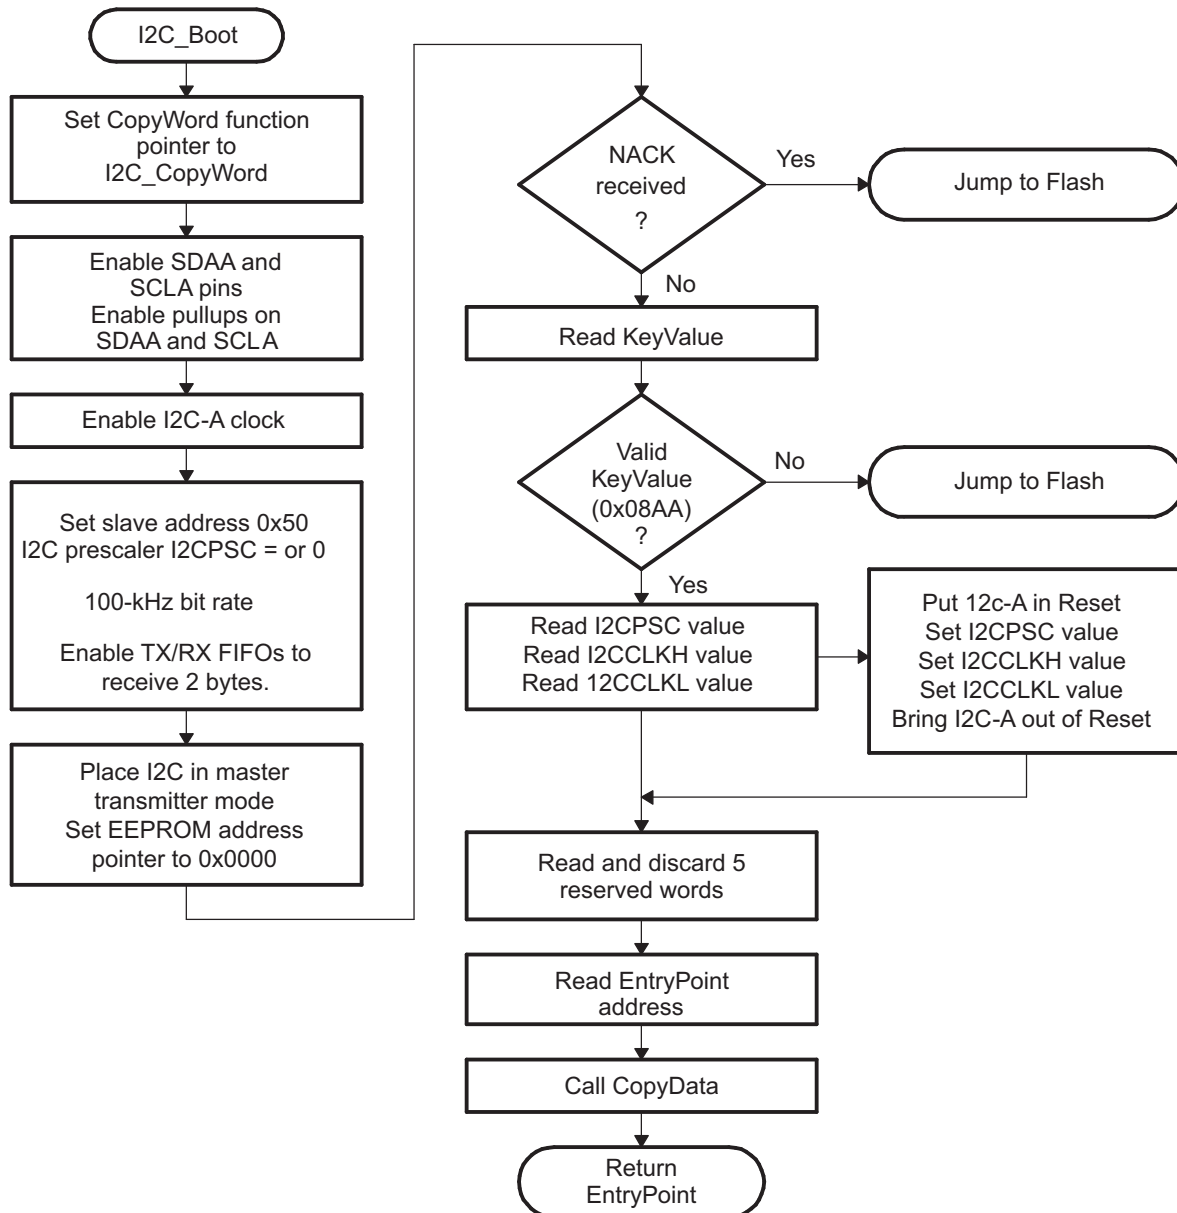 I2C_Boot
Set CopyWord function
pointer to
I2C_CopyWord
Enable SDAA and
SCLA pins
Enable pullups on
SDAA and SCLA
Enable I2C-A clock
Set slave address 0x50
I2C prescaler I2CPSC = or 0
100-kHz bit rate
Enable TX/RX FIFOs to
receive 2 bytes.
Place I2C in master
transmitter mode
Set EEPROM address
pointer to 0x0000
NACK
received
?
Yes
Jump to Flash
No
Read KeyValue
Valid
KeyValue
(0x08AA)
?
No
Jump to Flash
Yes
Read I2CPSC value
Read I2CCLKH value
Read 12CCLKL value
Put 12c-A in Reset
Set I2CPSC value
Set I2CCLKH value
Set I2CCLKL value
Bring I2C-A out of Reset
Read and discard 5
reserved words
Read EntryPoint
address
Call CopyData
Return
EntryPoint